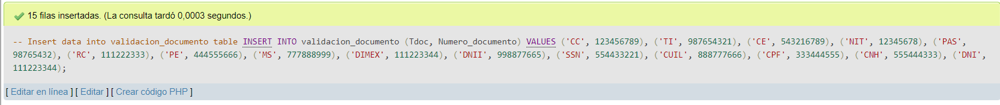 15 filas insertadas. (La consulta tardó 0,0003 segundos.)
-- Insert data into validacion_documento table INSERT INTO validacion_documento (Tdoc, Numero_documento) VALUES ('CC', 123456789), ('TI', 987654321), ('CE', 543216789), ('NIT', 12345678), ('PAS',
98765432), ('RC', 111222333), ('PE', 444555666), ('MS', 777888999), ('DIMEX', 111223344), ('DNII', 998877665), ('SSN', 554433221), ('CUIL', 888777666), ('CPF', 333444555), ('CNH', 555444333), ('DNI',
111223344);
[ Editar en línea ] [ Editar ] [ Crear código PHP ]